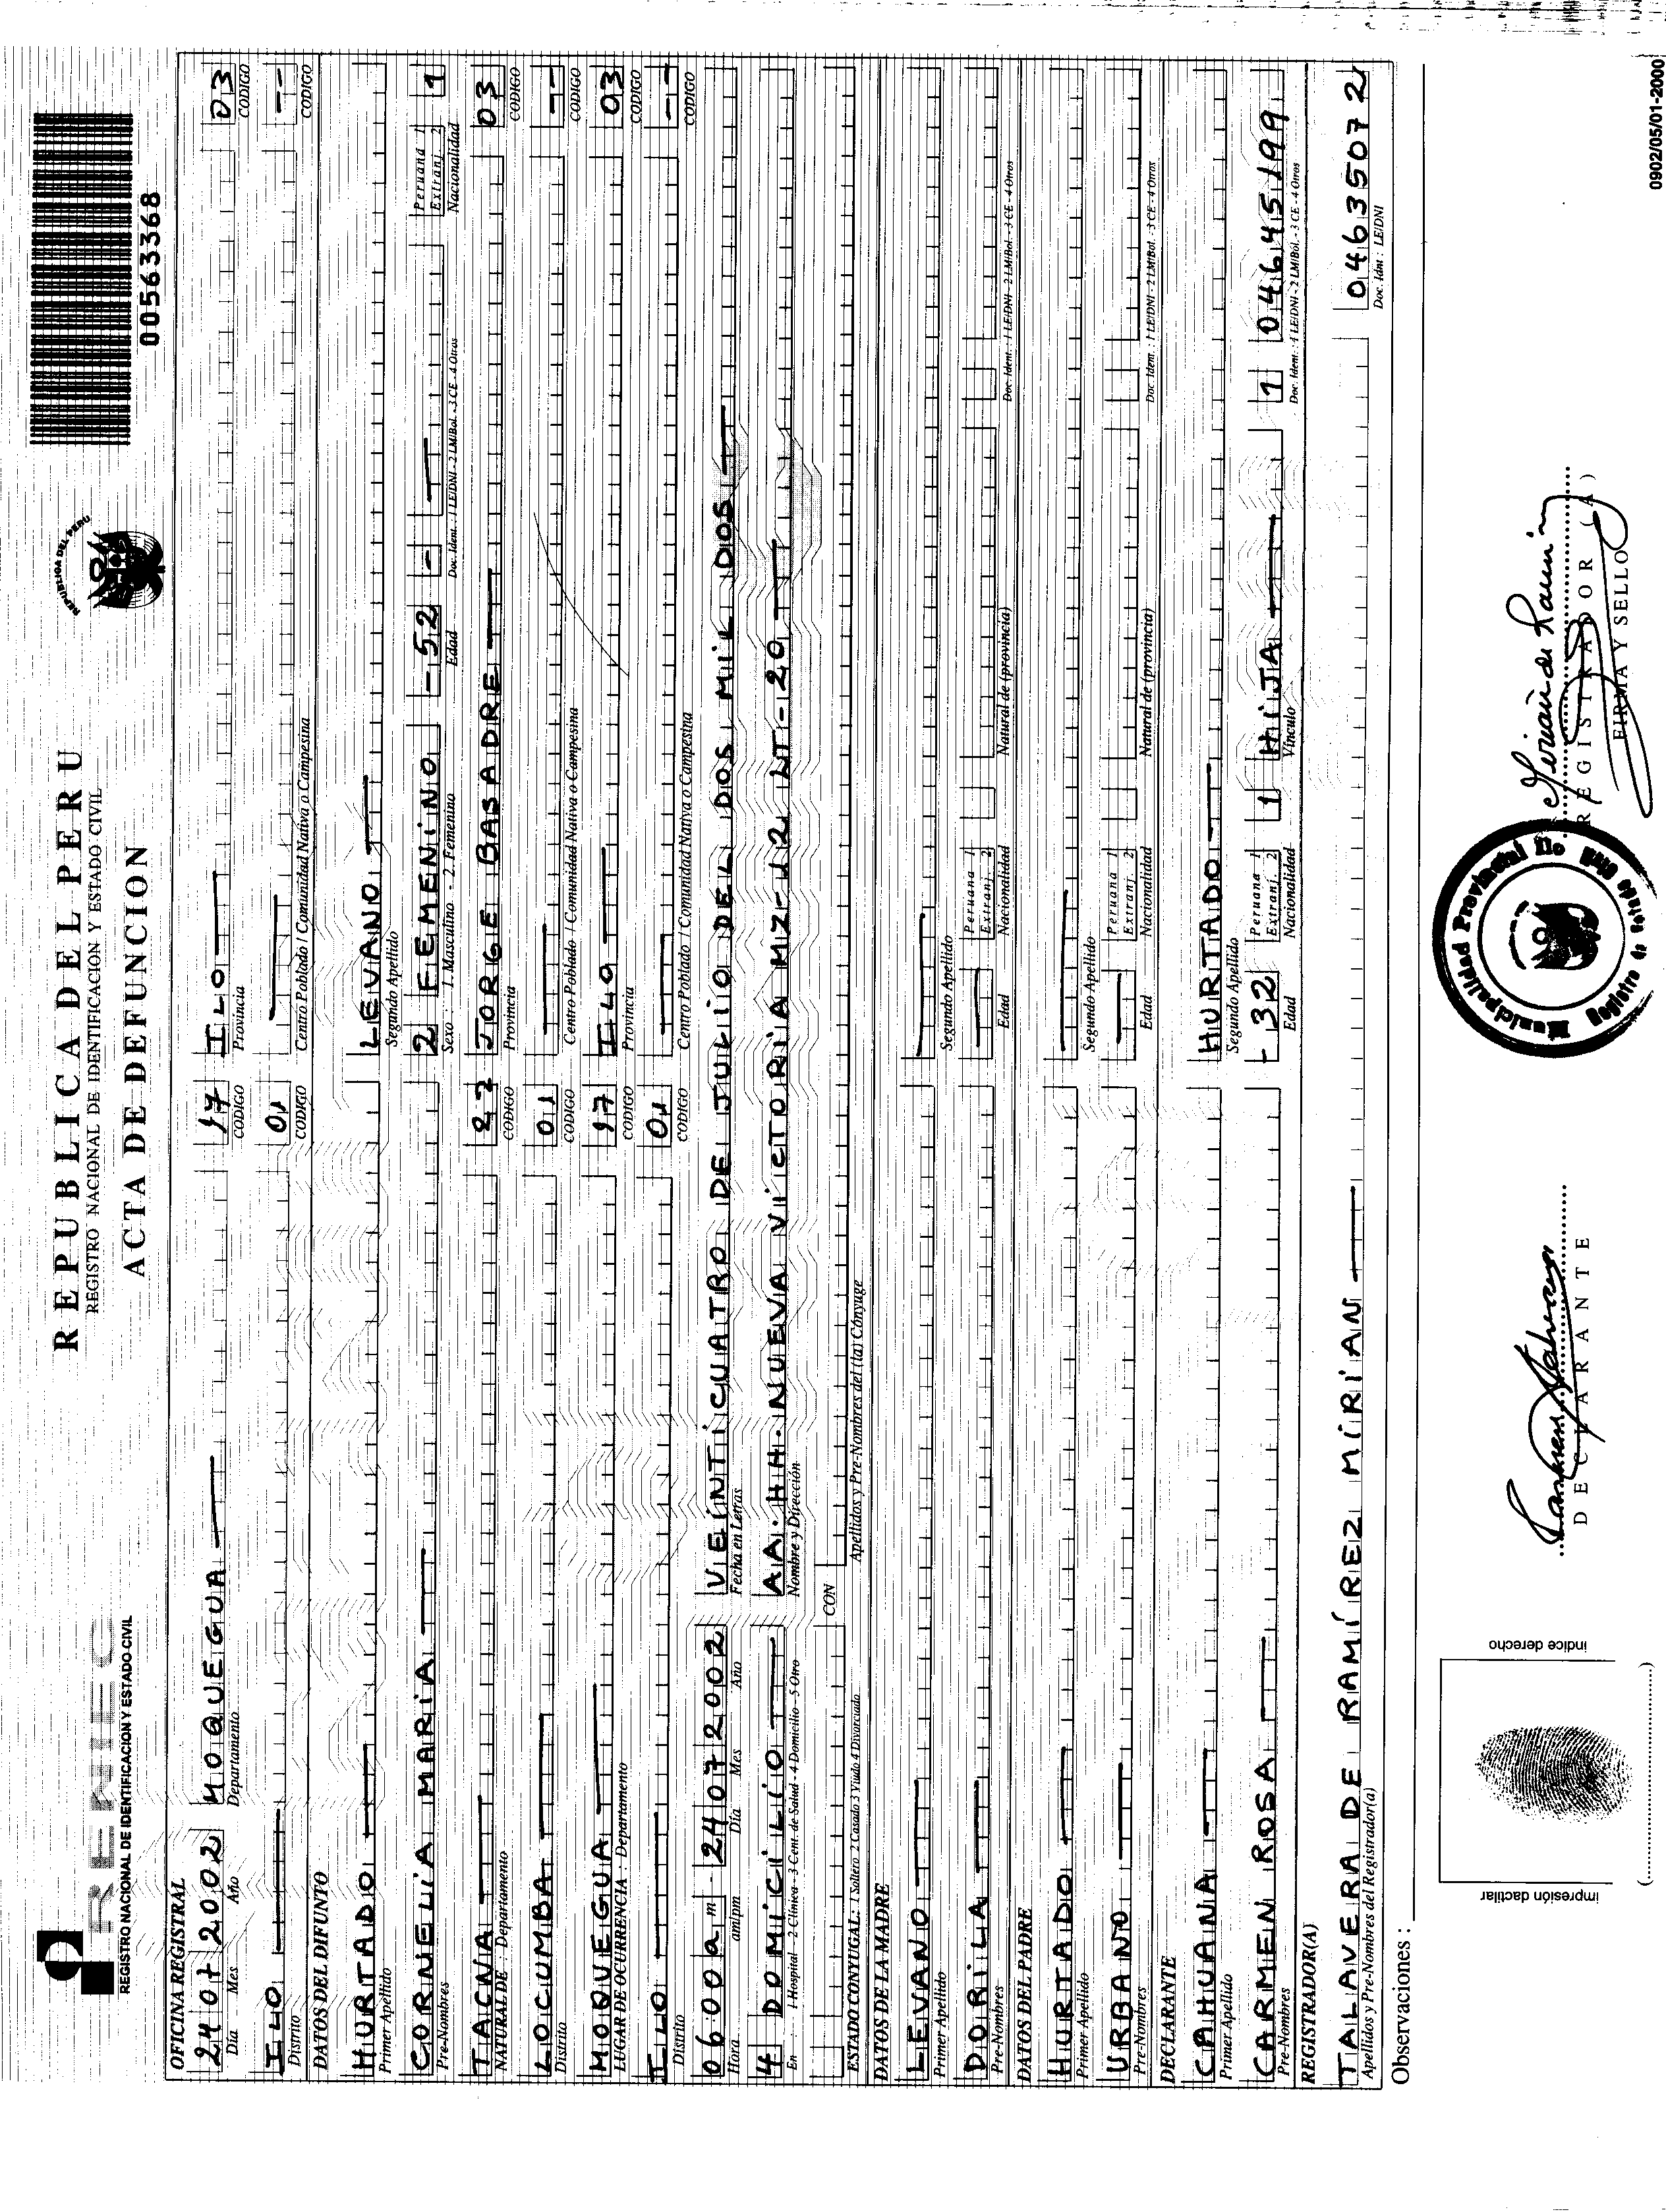 RENIEC
REGISTRO NACIONAL DE IDENTIFICACION Y ESTADO CIVIL
REPUBLICA DEL PERU
REGISTRO NACIONAL DE IDENTIFICACION Y ESTADO CIVIL
ACTA DE DEFUNCION
REPUBLICA DEL PERU
00563368
OFICINA REGISTRAL
24 07 2002 MOQUEGUA 17 ILO 03
Día Mes Año Departamento CODIGO Provincia CODIGO
ILO 01 --
Distrito CODIGO Centro Poblado / Comunidad Nativa o Campesina CODIGO
DATOS DEL DIFUNTO
HURTADO LEVANO
Primer Apellido Segundo Apellido
CORNELIA MARIA 2 FEMENINO -52 - Peruana 1 Extranj. 2 1
Pre-Nombres Sexo : 1. Masculino - 2. Femenino Edad Doc. Ident. : 1 LE/DNI - 2 LM/Bol. - 3 CE - 4 Otros Nacionalidad
TACNA 22 JORGE BASADRE 03
NATURAL DE : Departamento CODIGO Provincia CODIGO
LOCUMBA 01 --
Distrito CODIGO Centro Poblado / Comunidad Nativa o Campesina CODIGO
MOQUEGUA 17 ILO 03
LUGAR DE OCURRENCIA : Departamento CODIGO Provincia CODIGO
ILO 01 --
Distrito CODIGO Centro Poblado / Comunidad Nativa o Campesina CODIGO
06:00 a m 24 07 2002 VEINTICUATRO DE JULIO DEL DOS MIL DOS
Hora am/pm Día Mes Año Fecha en Letras
4 DOMICILIO AA.HH. NUEVA VICTORIA MZ-12 LT-20
En : 1 Hospital - 2 Clínica - 3 Cent. de Salud - 4 Domicilio - 5 Otro Nombre y Dirección
CON
ESTADO CONYUGAL: 1 Soltero 2 Casado 3 Viudo 4 Divorciado Apellidos y Pre-Nombres del (la) Cónyuge
DATOS DE LA MADRE
LEVANO
Primer Apellido Segundo Apellido
DORILA Peruana 1 Extranj. 2
Pre-Nombres Edad Nacionalidad Natural de (provincia) Doc. Ident. : 1 LE/DNI - 2 LM/Bol. - 3 CE - 4 Otros
DATOS DEL PADRE
HURTADO
Primer Apellido Segundo Apellido
URBANO Peruana 1 Extranj. 2
Pre-Nombres Edad Nacionalidad Natural de (provincia) Doc. Ident. : 1 LE/DNI - 2 LM/Bol. - 3 CE - 4 Otros
DECLARANTE
CAHUANA HURTADO
Primer Apellido Segundo Apellido
CARMEN ROSA -32 Peruana 1 Extranj. 2 1 HIJA 1 04645199
Pre-Nombres Edad Nacionalidad Vínculo Doc. Ident. : 1 LE/DNI - 2 LM/Bol. - 3 CE - 4 Otros
REGISTRADOR(A)
TALAVERA DE RAMÍREZ MIRIAN 04635072
Apellidos y Pre-Nombres del Registrador(a) Doc. Idnt : LE/DNI
Observaciones :
impresión dactilar
índice derecho
DECLARANTE
Municipalidad Provincial Ilo
Registro de Estado Civil
REGISTRADOR (A)
FIRMA Y SELLO
0902/05/01-2000